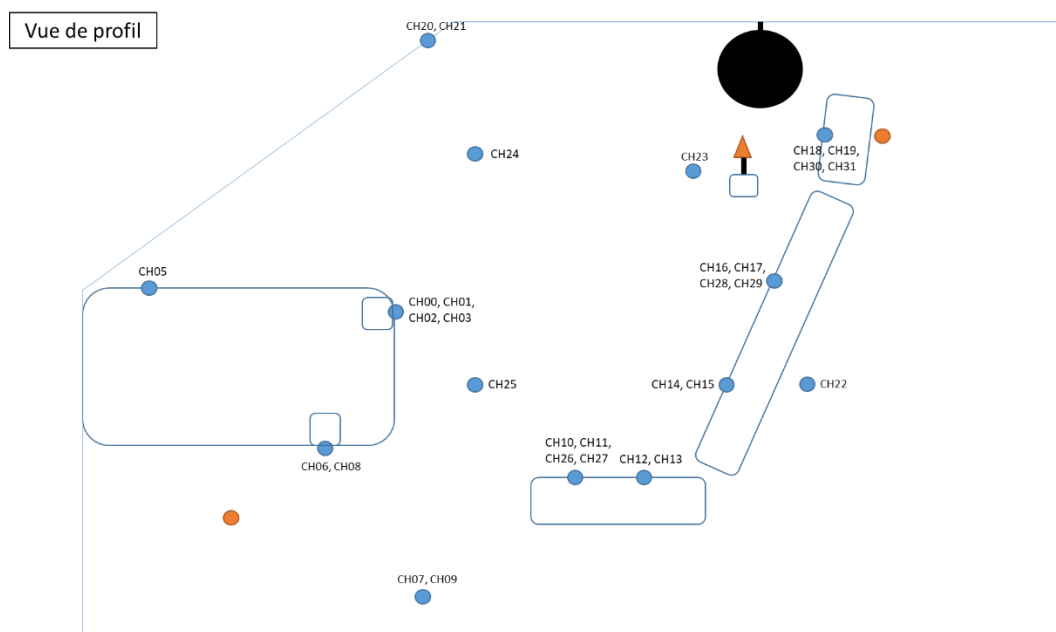 Vue de profil
CH20, CH21
CH24
CH23
CH18, CH19,
CH30, CH31
CH05
CH16, CH17,
CH28, CH29
CH00, CH01,
CH02, CH03
CH25
CH14, CH15
CH22
CH10, CH11,
CH26, CH27
CH12, CH13
CH06, CH08
CH07, CH09